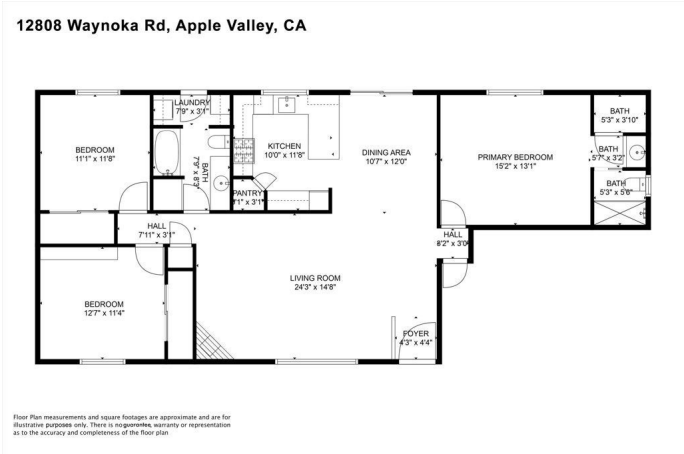 12808 Waynoka Rd, Apple Valley, CA
LAUNDRY
7'9" x 3'1"
BEDROOM
11'1" x 11'8"
BATH
7'9" x 8'3"
KITCHEN
10'0" x 11'8"
DINING AREA
10'7" x 12'0"
PRIMARY BEDROOM
15'2" x 13'1"
BATH
5'3" x 3'10"
BATH
5'7" x 3'2"
BATH
5'3" x 5'6"
PANTRY
x 3'1"
HALL
7'11" x 3'1"
HALL
x 3'0"
LIVING ROOM
24'3" x 14'8"
BEDROOM
12'7" x 11'4"
FOYER
4'3" x 4'4"
Floor Plan measurements and square footages are approximate and are for
illustrative purposes only. There is no guarantee, warranty or representation
as to the accuracy and completeness of the floor plan